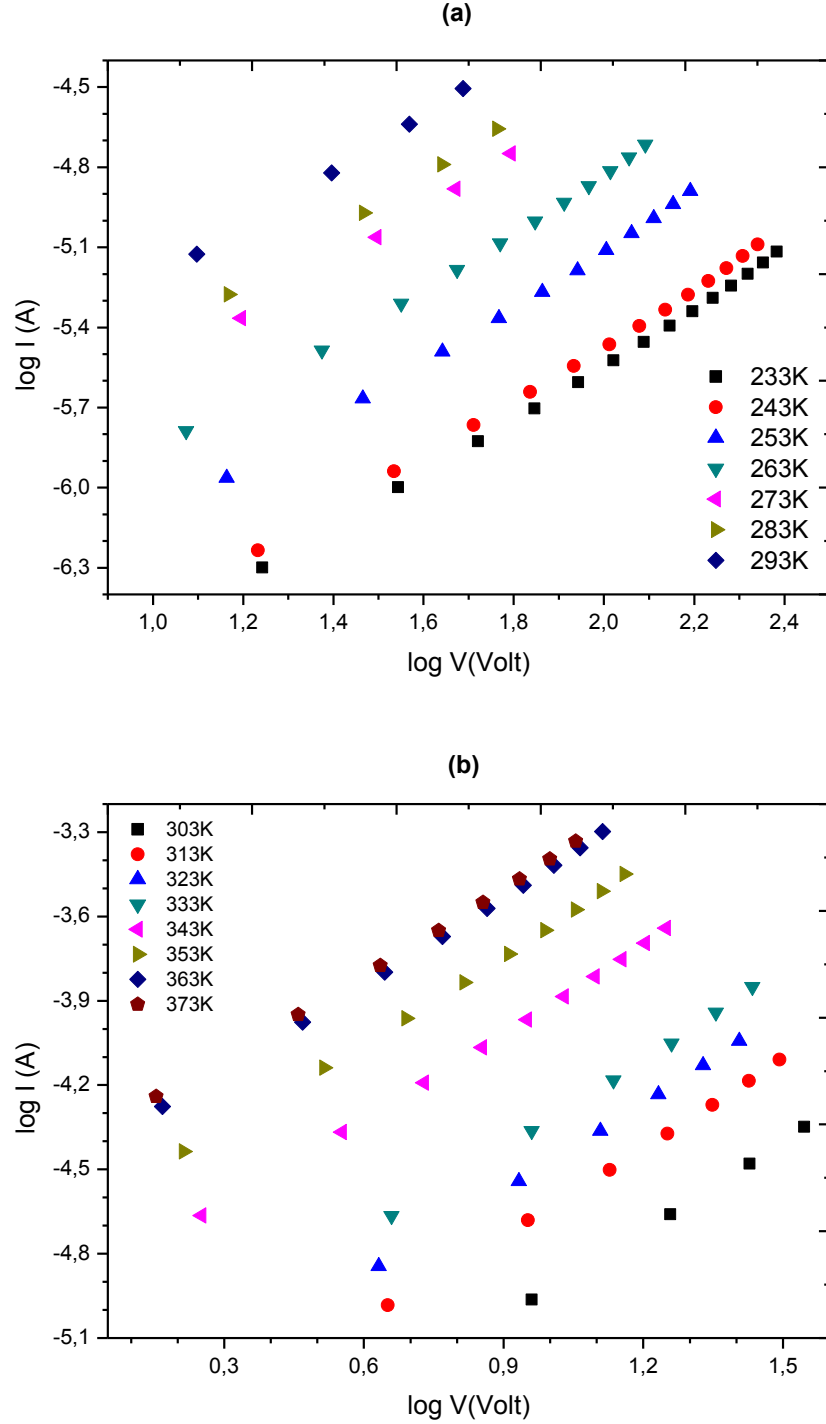 (a)
-4,5
-4,8
-5,1
-5,4
-5,7
-6,0
-6,3
log I (A)
233K
243K
253K
263K
273K
283K
293K
1,0 1,2 1,4 1,6 1,8 2,0 2,2 2,4
log V(Volt)
(b)
-3,3
-3,6
-3,9
-4,2
-4,5
-4,8
-5,1
log I (A)
303K
313K
323K
333K
343K
353K
363K
373K
0,3 0,6 0,9 1,2 1,5
log V(Volt)